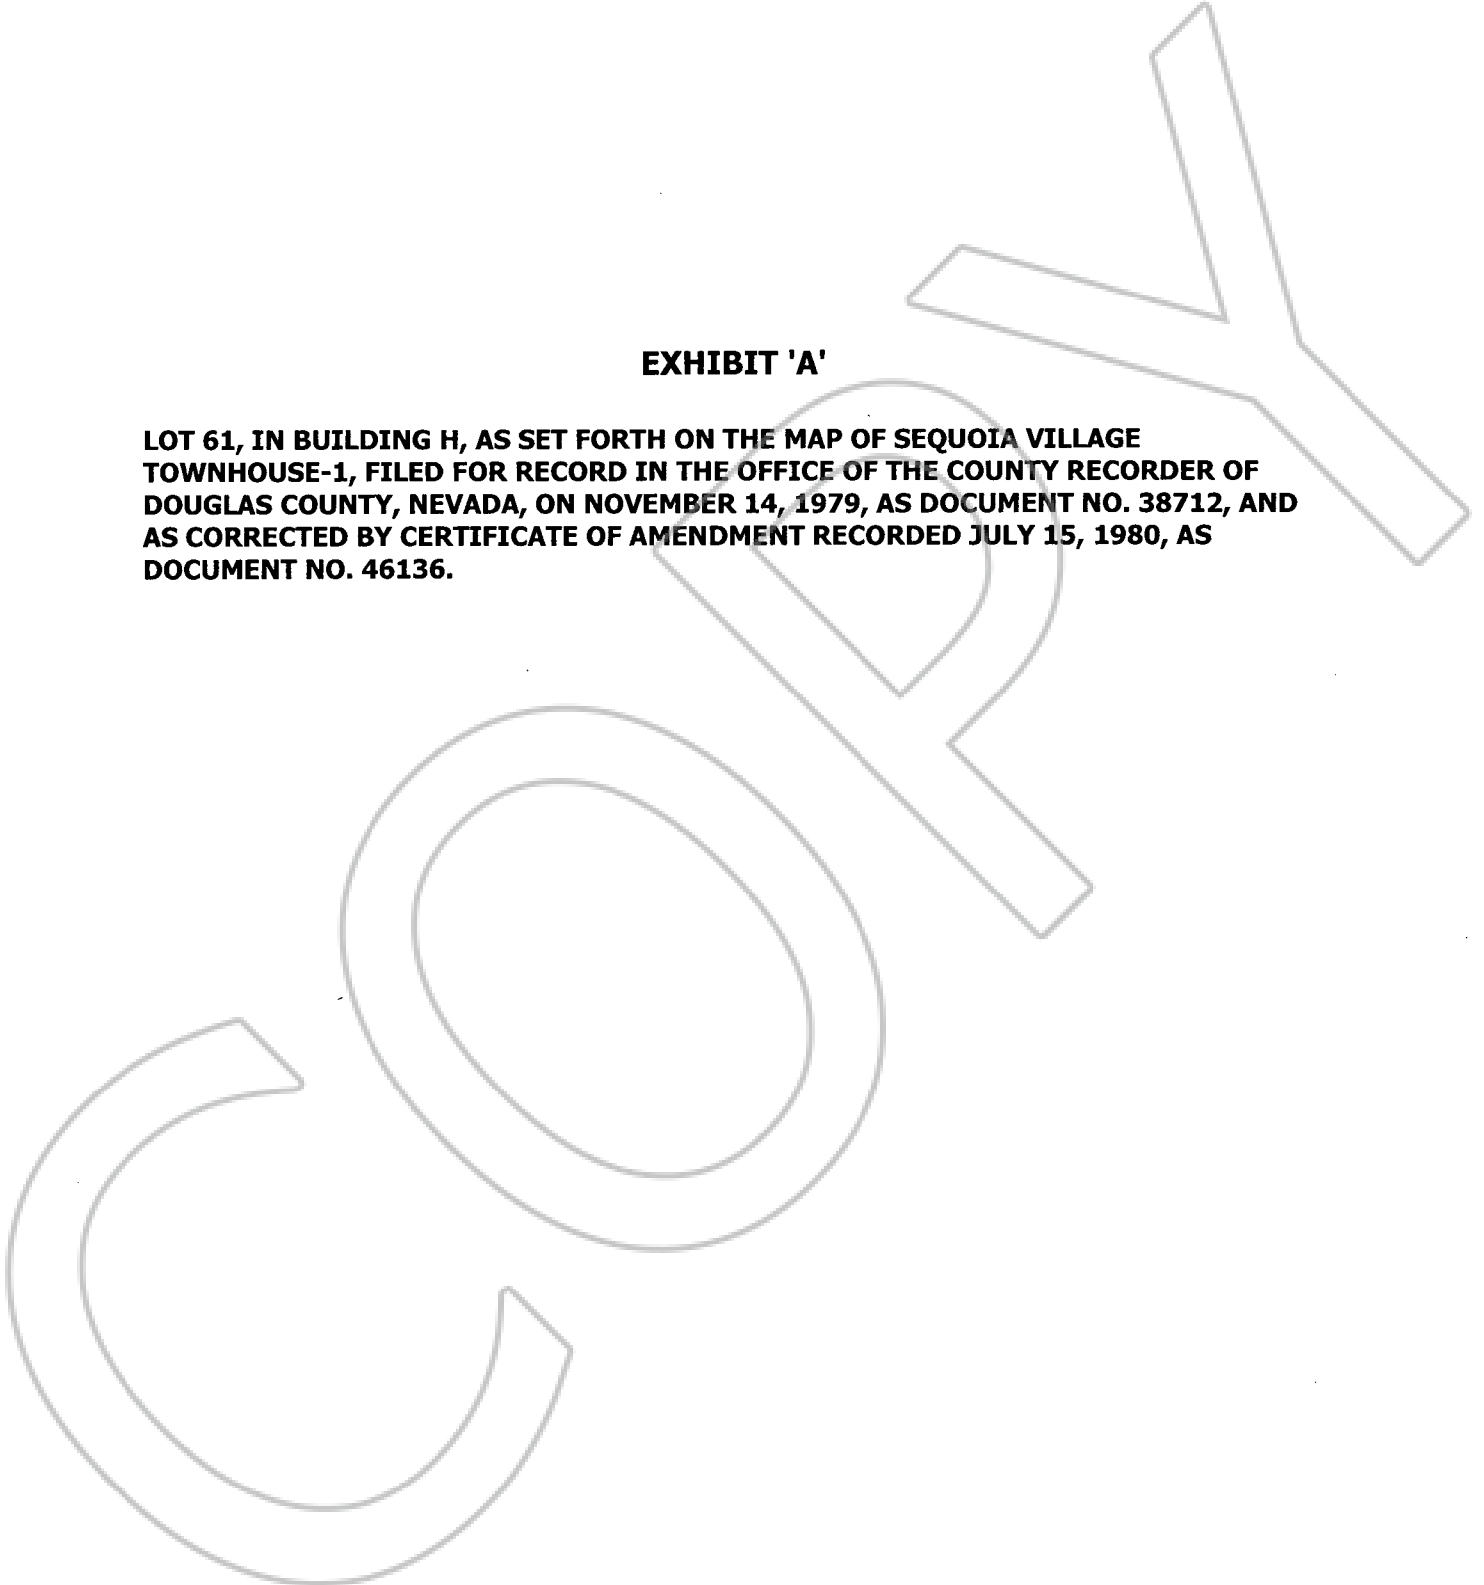 EXHIBIT 'A'
LOT 61, IN BUILDING H, AS SET FORTH ON THE MAP OF SEQUOIA VILLAGE
TOWNHOUSE-1, FILED FOR RECORD IN THE OFFICE OF THE COUNTY RECORDER OF
DOUGLAS COUNTY, NEVADA, ON NOVEMBER 14, 1979, AS DOCUMENT NO. 38712, AND
AS CORRECTED BY CERTIFICATE OF AMENDMENT RECORDED JULY 15, 1980, AS
DOCUMENT NO. 46136.
COPY